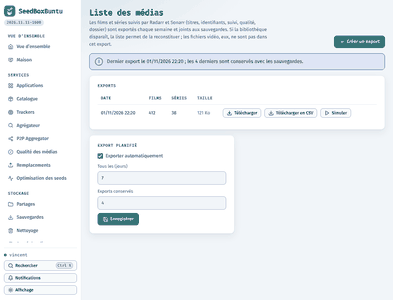 SeedBoxBuntu
2026.11.11-1000
VUE D'ENSEMBLE
Vue d'ensemble
Maison
SERVICES
Applications
Catalogue
Trackers
Agrégateur
P2P Aggregator
Qualité des médias
Remplacements
Optimisation des seeds
STOCKAGE
Partages
Sauvegardes
Nettoyage
vincent
Rechercher
Ctrl K
Notifications
Affichage
Liste des médias
Les films et séries suivis par Radarr et Sonarr (titres, identifiants, suivi, qualité,
dossier) sont exportés chaque semaine et joints aux sauvegardes. Si la bibliothèque
disparaît, la liste permet de la reconstituer ; les fichiers vidéo, eux, ne sont pas dans
cet export.
Créer un export
Dernier export le 01/11/2026 22:20 ; les 4 derniers sont conservés avec les sauvegardes.
EXPORTS
DATE FILMS SÉRIES TAILLE
01/11/2026 22:20 412 38 121 Ko Télécharger Télécharger en CSV Simuler
EXPORT PLANIFIÉ
Exporter automatiquement
Tous les (jours)
7
Exports conservés
4
Enregistrer